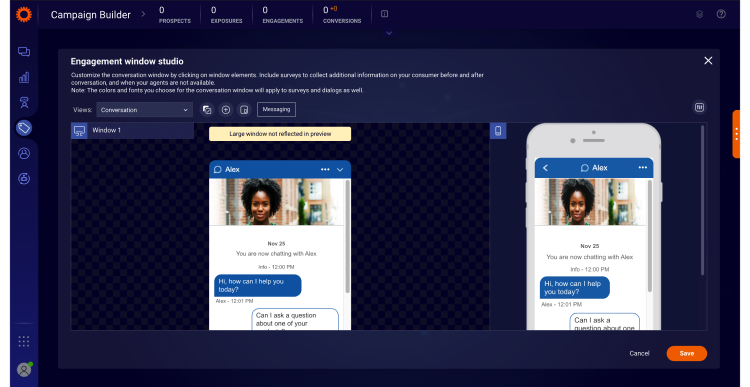 Campaign Builder
0
PROSPECTS
0
EXPOSURES
0
ENGAGEMENTS
0 +0
CONVERSIONS
Engagement window studio
Customize the conversation window by clicking on window elements. Include surveys to collect additional information on your consumer before and after
conversation, and when your agents are not available.
Note: The colors and fonts you choose for the conversation window will apply to surveys and dialogs as well.
Views:
Conversation
Messaging
Window 1
Large window not reflected in preview
Alex
Nov 25
You are now chatting with Alex
Info - 12:00 PM
Hi, how can I help you
today?
Alex - 12:01 PM
Can I ask a question
about one of your
Alex
Nov 25
You are now chatting with Alex
Info - 12:00 PM
Hi, how can I help
you today?
Alex - 12:01 PM
Can I ask a
question about one
Cancel
Save